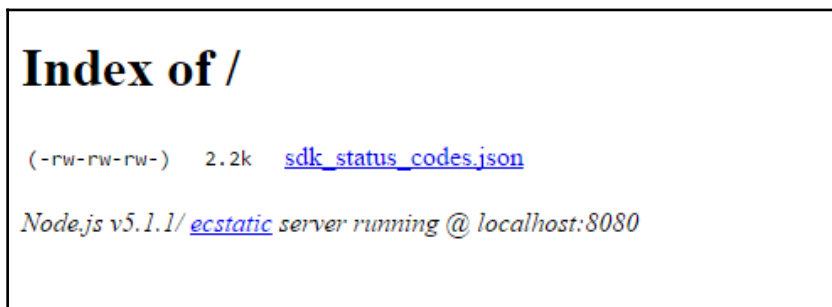 Index of /
(-rw-rw-rw-) 2.2k sdk_status_codes.json
Node.js v5.1.1/ ecstatic server running @ localhost:8080